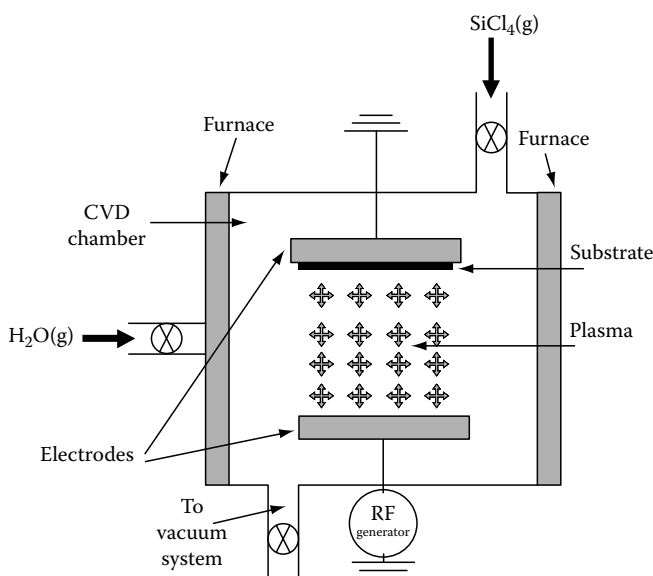 SiCl₄(g)
Furnace
Furnace
CVD
chamber
Substrate
H₂O(g)
Plasma
Electrodes
To
vacuum
system
RF
generator